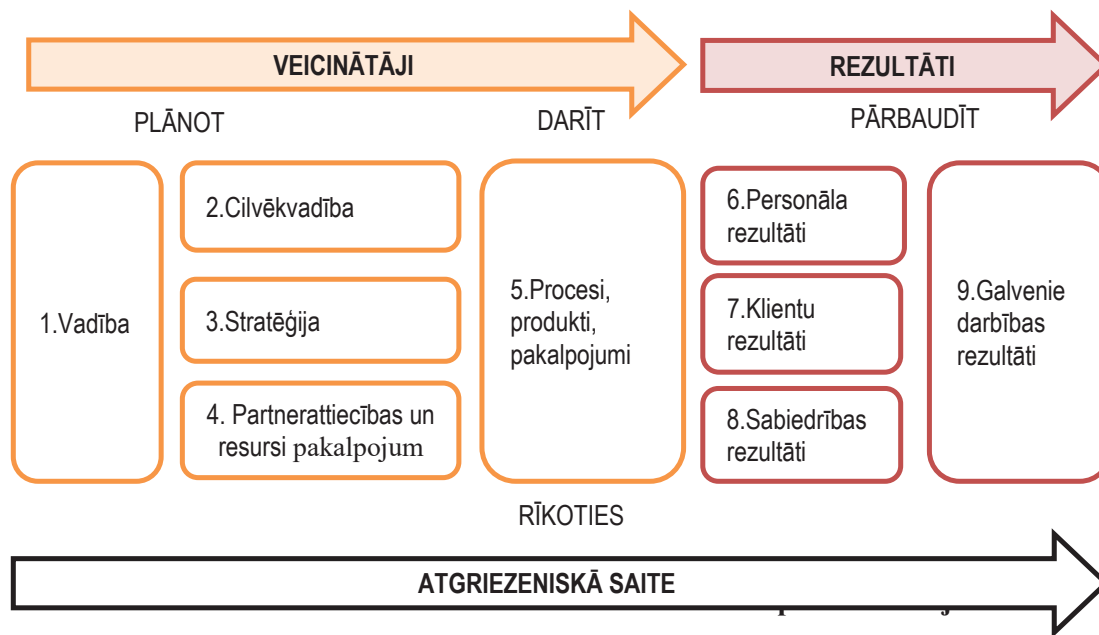 VEICINĀTĀJI
REZULTĀTI
PLĀNOT
DARĪT
PĀRBAUDĪT
1.Vadība
2.Cilvēkvadība
3.Stratēģija
4. Partnerattiecības un
resursi pakalpojum
5.Procesi,
produkti,
pakalpojumi
6.Personāla
rezultāti
7.Klientu
rezultāti
8.Sabiedrības
rezultāti
9.Galvenie
darbības
rezultāti
RĪKOTIES
ATGRIEZENISKĀ SAITE